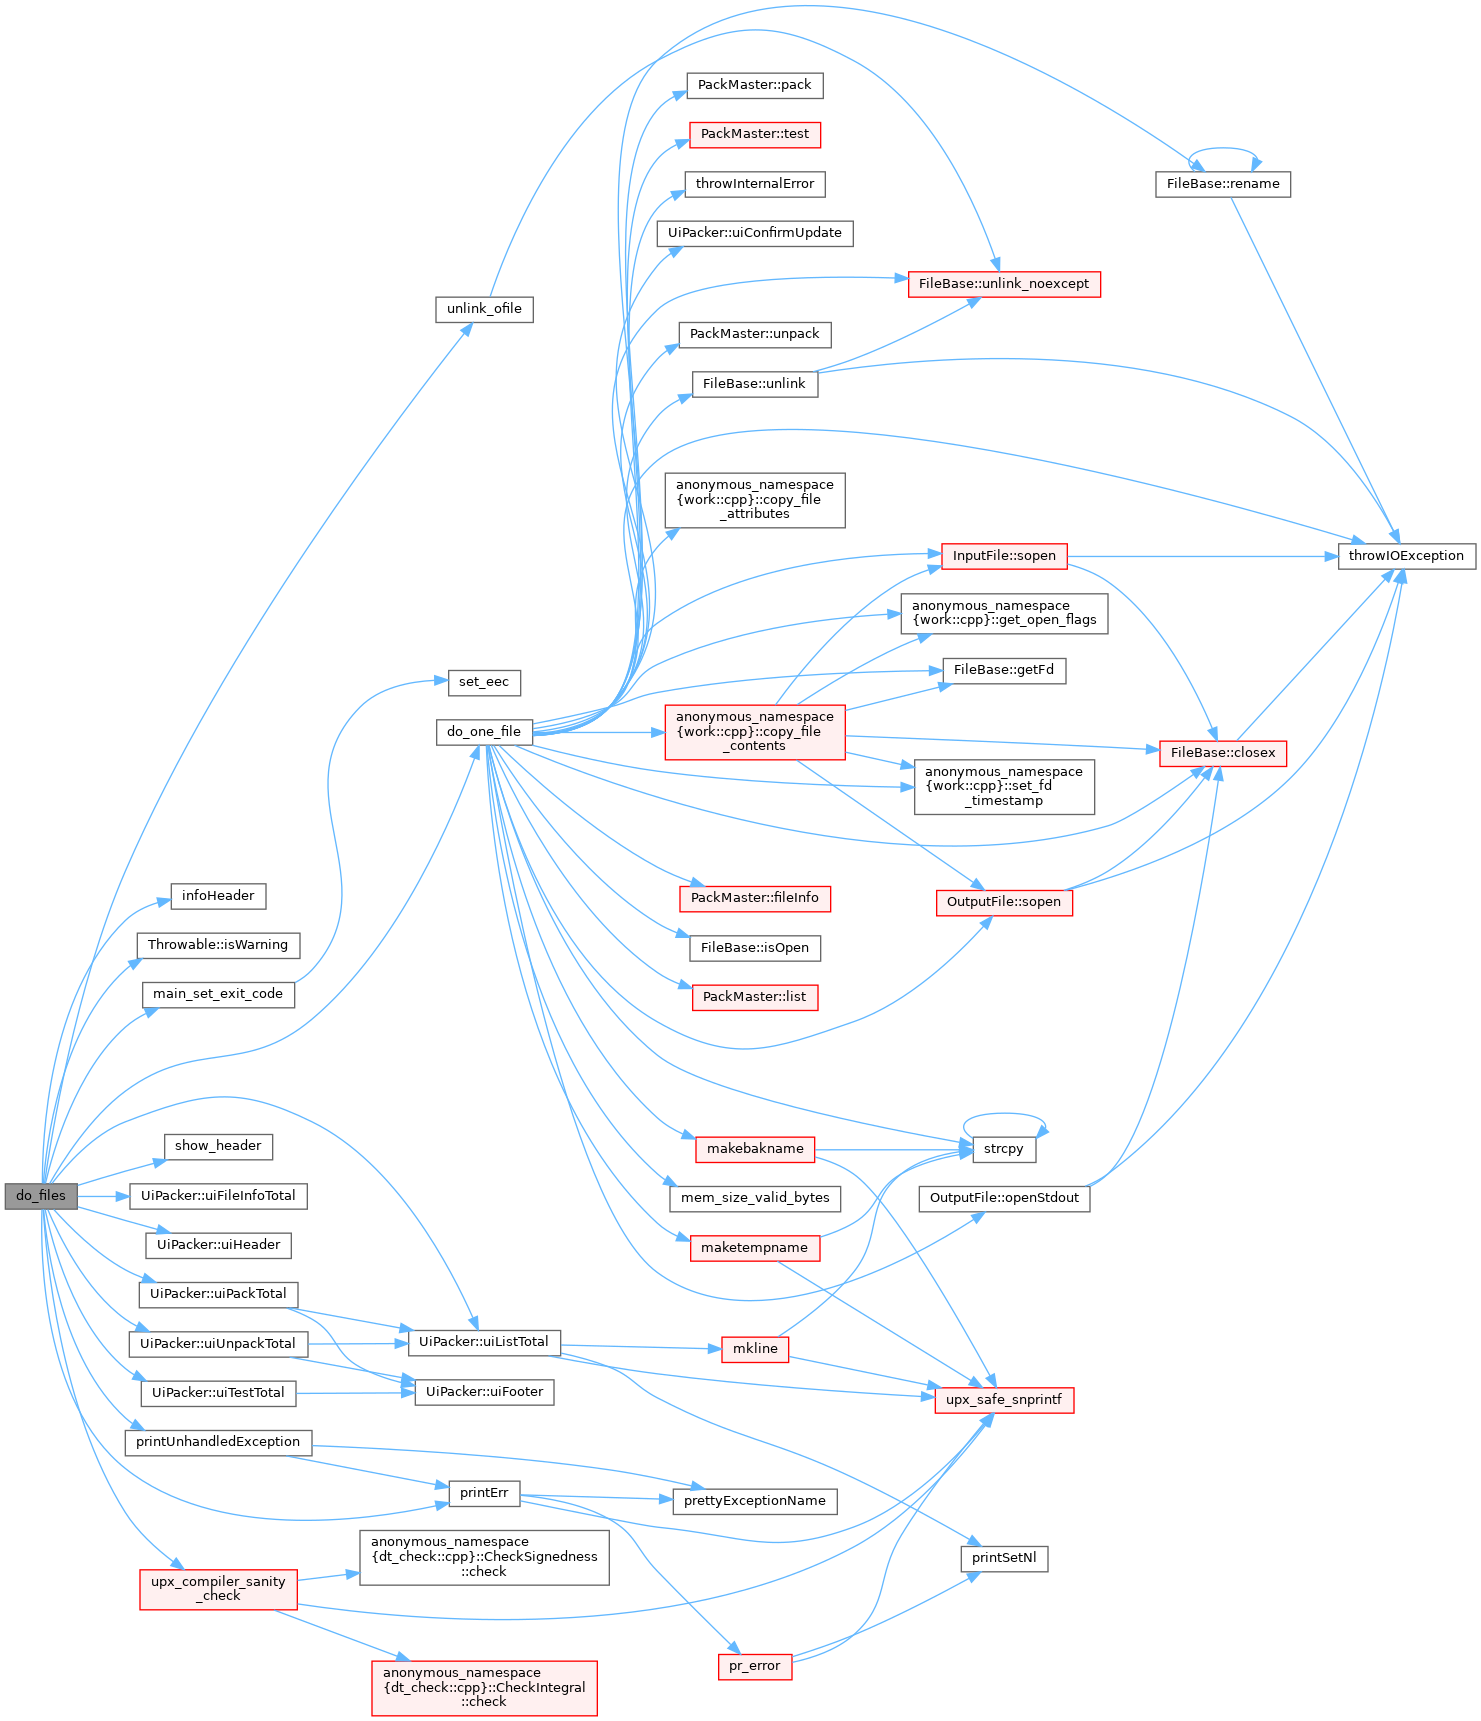 PackMaster::pack
PackMaster::test
throwInternalError
FileBase::rename
UiPacker::uiConfirmUpdate
FileBase::unlink_noexcept
unlink_ofile
PackMaster::unpack
FileBase::unlink
anonymous_namespace
{work::cpp}::copy_file
_attributes
InputFile::sopen
throwIOException
anonymous_namespace
{work::cpp}::get_open_flags
FileBase::getFd
set_eec
do_one_file
anonymous_namespace
{work::cpp}::copy_file
_contents
FileBase::closex
anonymous_namespace
{work::cpp}::set_fd
_timestamp
infoHeader
PackMaster::fileInfo
OutputFile::sopen
Throwable::isWarning
FileBase::isOpen
main_set_exit_code
PackMaster::list
show_header
makebakname
strcpy
do_files
UiPacker::uiFileInfoTotal
mem_size_valid_bytes
OutputFile::openStdout
UiPacker::uiHeader
maketempname
UiPacker::uiPackTotal
UiPacker::uiUnpackTotal
UiPacker::uiListTotal
mkline
UiPacker::uiTestTotal
UiPacker::uiFooter
upx_safe_snprintf
printUnhandledException
printErr
prettyExceptionName
anonymous_namespace
{dt_check::cpp}::CheckSignedness
::check
printSetNl
upx_compiler_sanity
_check
pr_error
anonymous_namespace
{dt_check::cpp}::CheckIntegral
::check